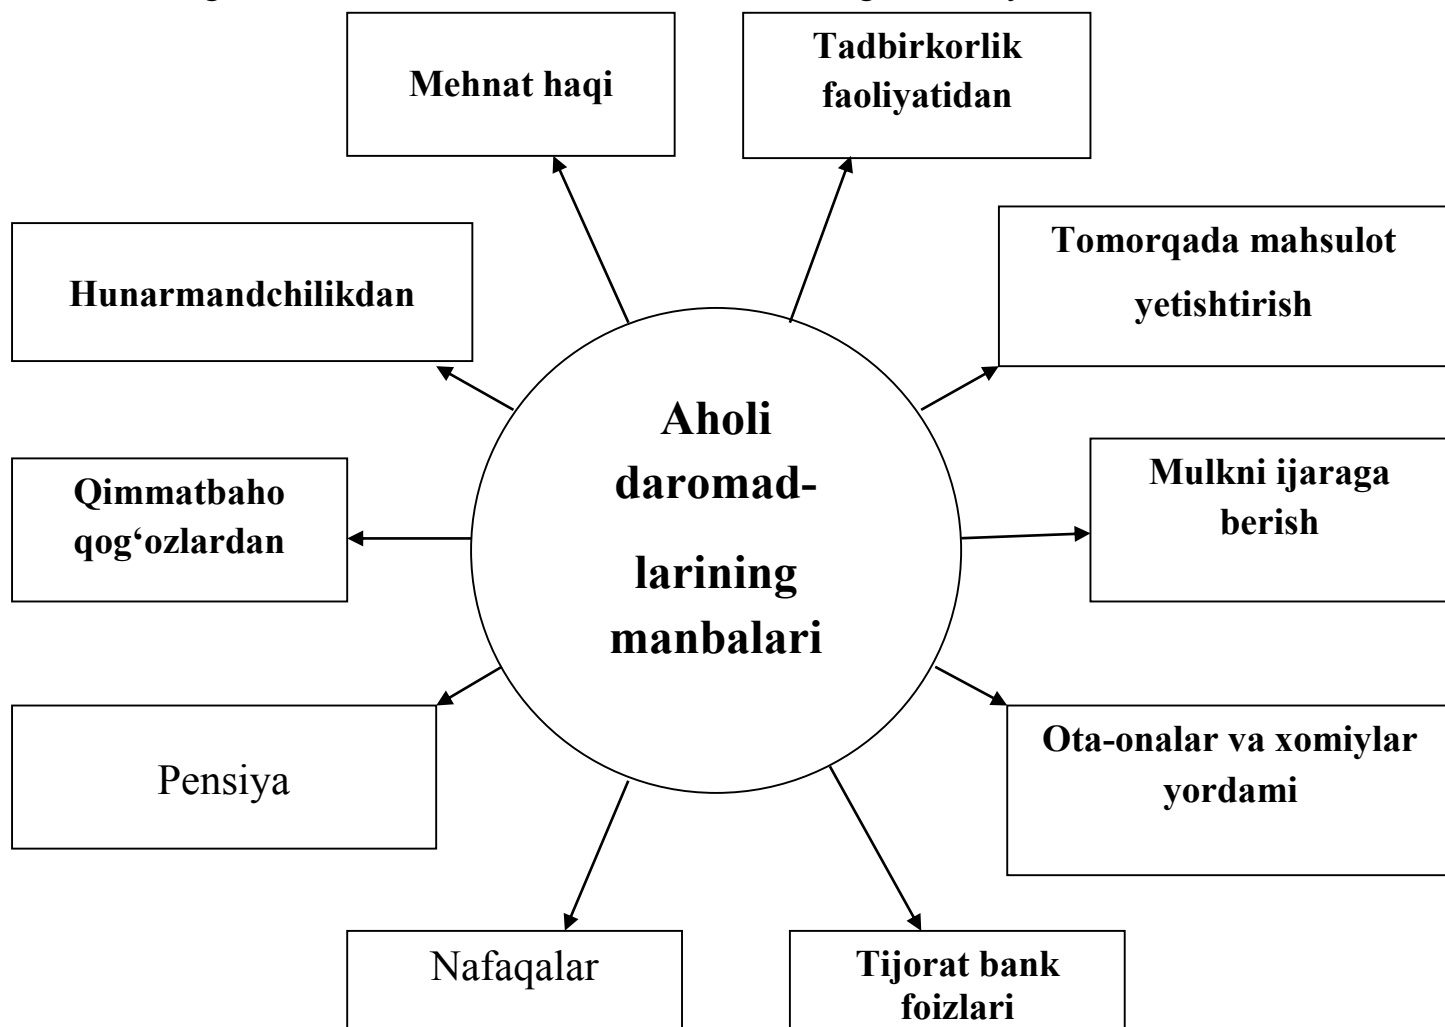 Mehnat haqi
Tadbirkorlik
faoliyatidan
Hunarmandchilikdan
Tomorqada mahsulot
yetishtirish
Aholi
daromad-
larining
manbalari
Qimmatbaho
qog‘ozlardan
Mulkni ijaraga
berish
Pensiya
Ota-onalar va xomiylar
yordami
Nafaqalar
Tijorat bank
foizlari